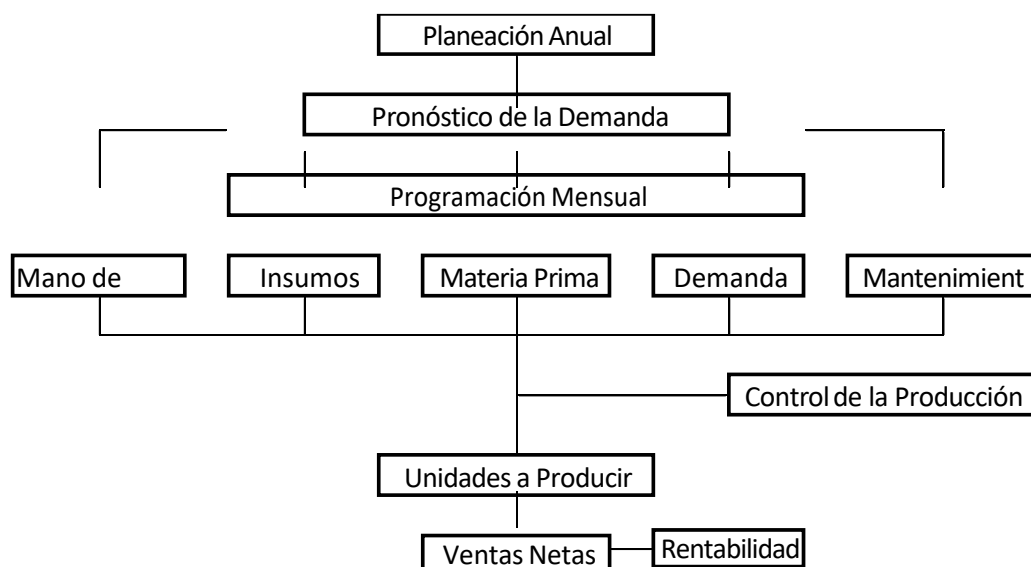 Planeación Anual
Pronóstico de la Demanda
Programación Mensual
Mano de
Insumos
Materia Prima
Demanda
Mantenimient
Control de la Producción
Unidades a Producir
Ventas Netas
Rentabilidad